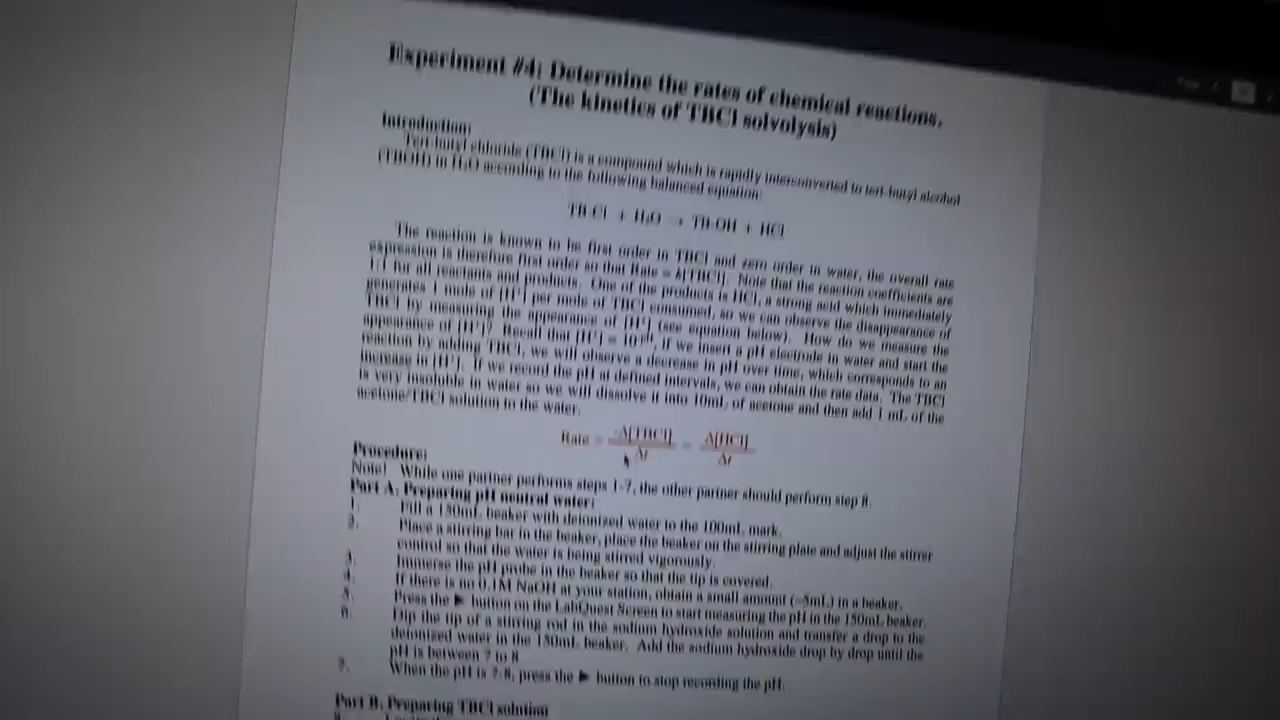 Experiment #4: Determine the rates of chemical reactions.
(The kinetics of TBCl solvolysis)
Introduction:
Tert-butyl chloride (TBCl) is a compound which is rapidly interconverted to tert-butyl alcohol
(TBOH) in H₂O according to the following balanced equation:
TB-Cl + H₂O → TB-OH + HCl
The reaction is known to be first order in TBCl and zero order in water, the overall rate
expression is therefore first order so that Rate = k[TBCl]. Note that the reaction coefficients are
1:1 for all reactants and products. One of the products is HCl, a strong acid which immediately
generates 1 mole of [H⁺] per mole of TBCl consumed, so we can observe the disappearance of
TBCl by measuring the appearance of [H⁺] (see equation below). How do we measure the
appearance of [H⁺]? Recall that [H⁺] = 10⁻ᵖᴴ, if we insert a pH electrode in water and start the
reaction by adding TBCl, we will observe a decrease in pH over time, which corresponds to an
increase in [H⁺]. If we record the pH at defined intervals, we can obtain the rate data. The TBCl
is very insoluble in water so we will dissolve it into 10mL of acetone and then add 1 mL of the
acetone/TBCl solution to the water.
Rate = -Δ[TBCl]/Δt = Δ[HCl]/Δt
Procedure:
Note! While one partner performs steps 1-7, the other partner should perform step 8.
Part A. Preparing pH neutral water:
1. Fill a 150mL beaker with deionized water to the 100mL mark.
2. Place a stirring bar in the beaker, place the beaker on the stirring plate and adjust the stirrer
control so that the water is being stirred vigorously.
3. Immerse the pH probe in the beaker so that the tip is covered.
4. If there is no 0.1M NaOH at your station, obtain a small amount (~5mL) in a beaker.
5. Press the ► button on the LabQuest Screen to start measuring the pH in the 150mL beaker.
6. Dip the tip of a stirring rod in the sodium hydroxide solution and transfer a drop to the
deionized water in the 150mL beaker. Add the sodium hydroxide drop by drop until the
pH is between 7 to 8
7. When the pH is 7-8, press the ► button to stop recording the pH.
Part B. Preparing TBCl solution